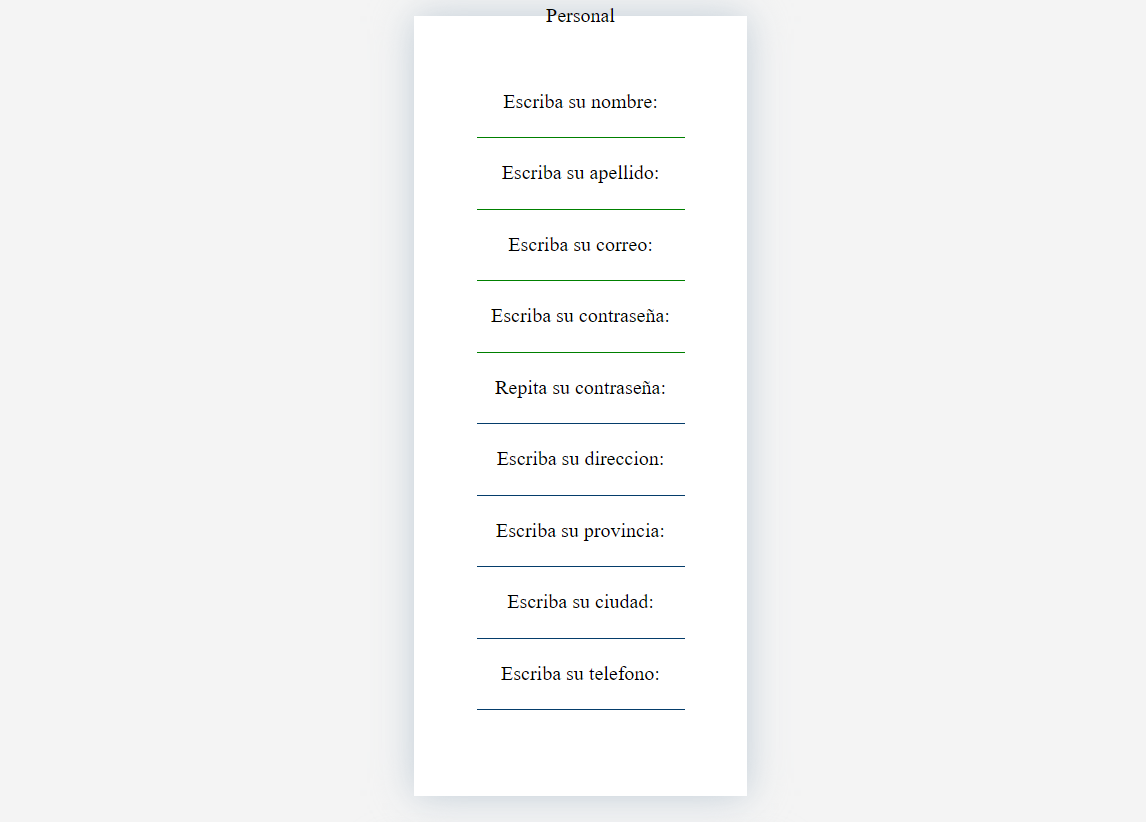 Personal
Escriba su nombre:
Escriba su apellido:
Escriba su correo:
Escriba su contraseña:
Repita su contraseña:
Escriba su direccion:
Escriba su provincia:
Escriba su ciudad:
Escriba su telefono: